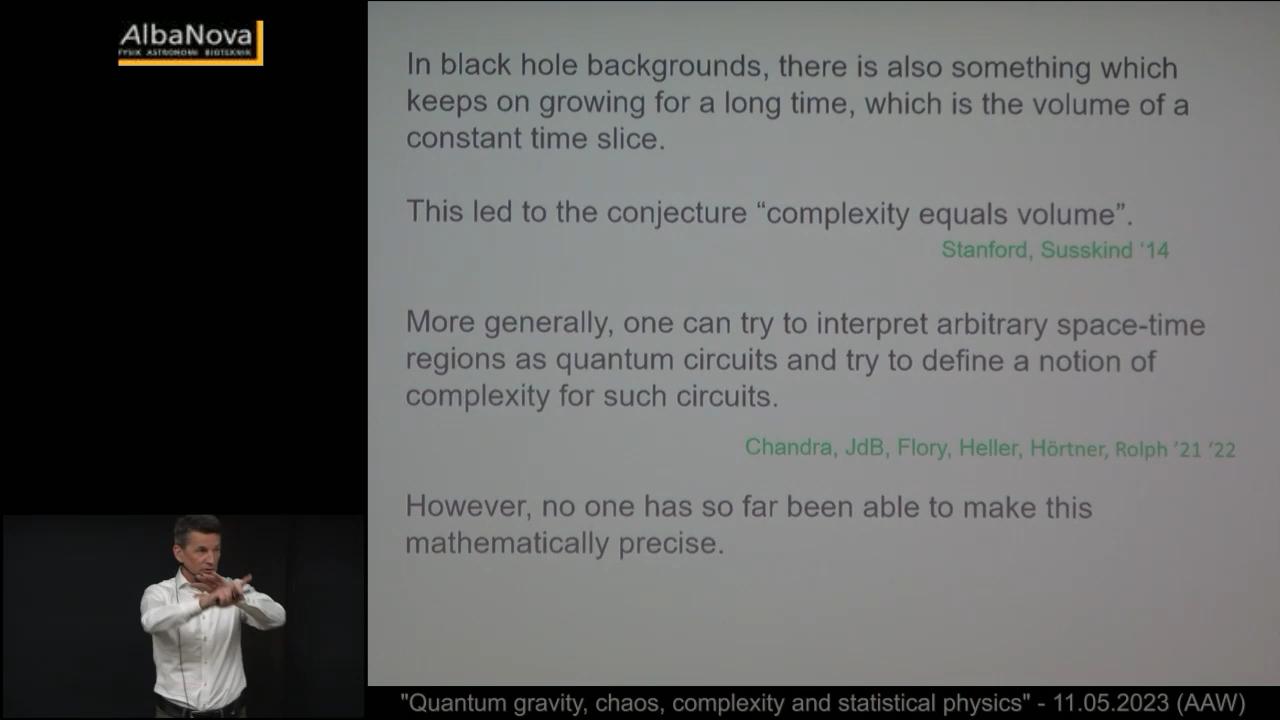 AlbaNova
FYSIK ASTRONOMI BIOTEKNIK
In black hole backgrounds, there is also something which
keeps on growing for a long time, which is the volume of a
constant time slice.
This led to the conjecture “complexity equals volume”.
Stanford, Susskind ‘14
More generally, one can try to interpret arbitrary space-time
regions as quantum circuits and try to define a notion of
complexity for such circuits.
Chandra, JdB, Flory, Heller, Hörtner, Rolph ’21 ‘22
However, no one has so far been able to make this
mathematically precise.
"Quantum gravity, chaos, complexity and statistical physics" - 11.05.2023 (AAW)